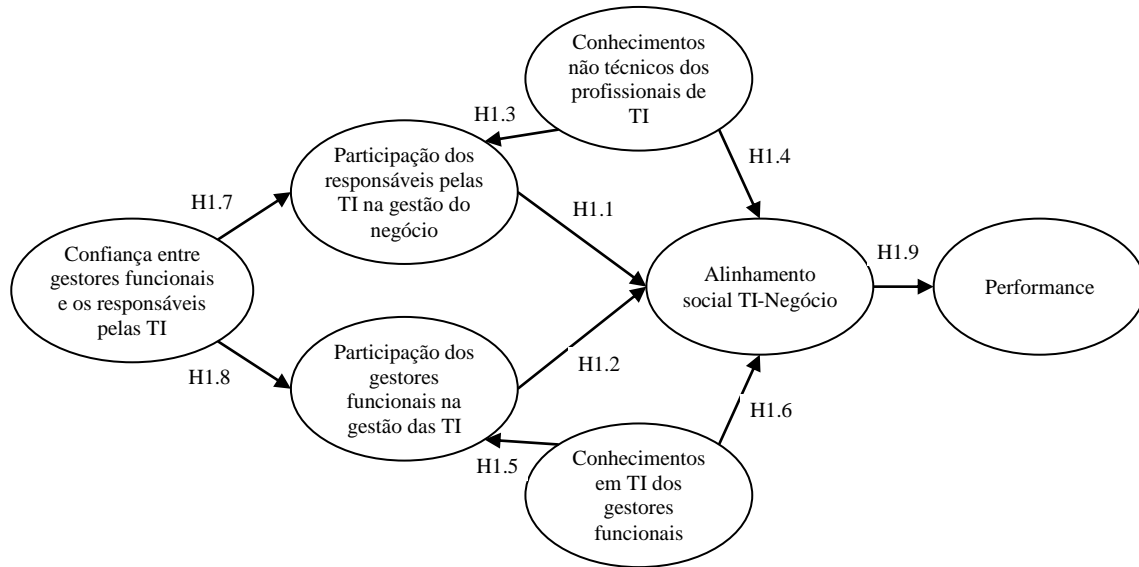 Conhecimentos
não técnicos dos
profissionais de
TI
H1.3
H1.4
Participação dos
responsáveis pelas
TI na gestão do
negócio
H1.7
H1.1
Confiança entre
gestores funcionais
e os responsáveis
pelas TI
Alinhamento
social TI-Negócio
H1.9
Performance
H1.8
Participação dos
gestores
funcionais na
gestão das TI
H1.2
H1.6
H1.5
Conhecimentos
em TI dos
gestores
funcionais